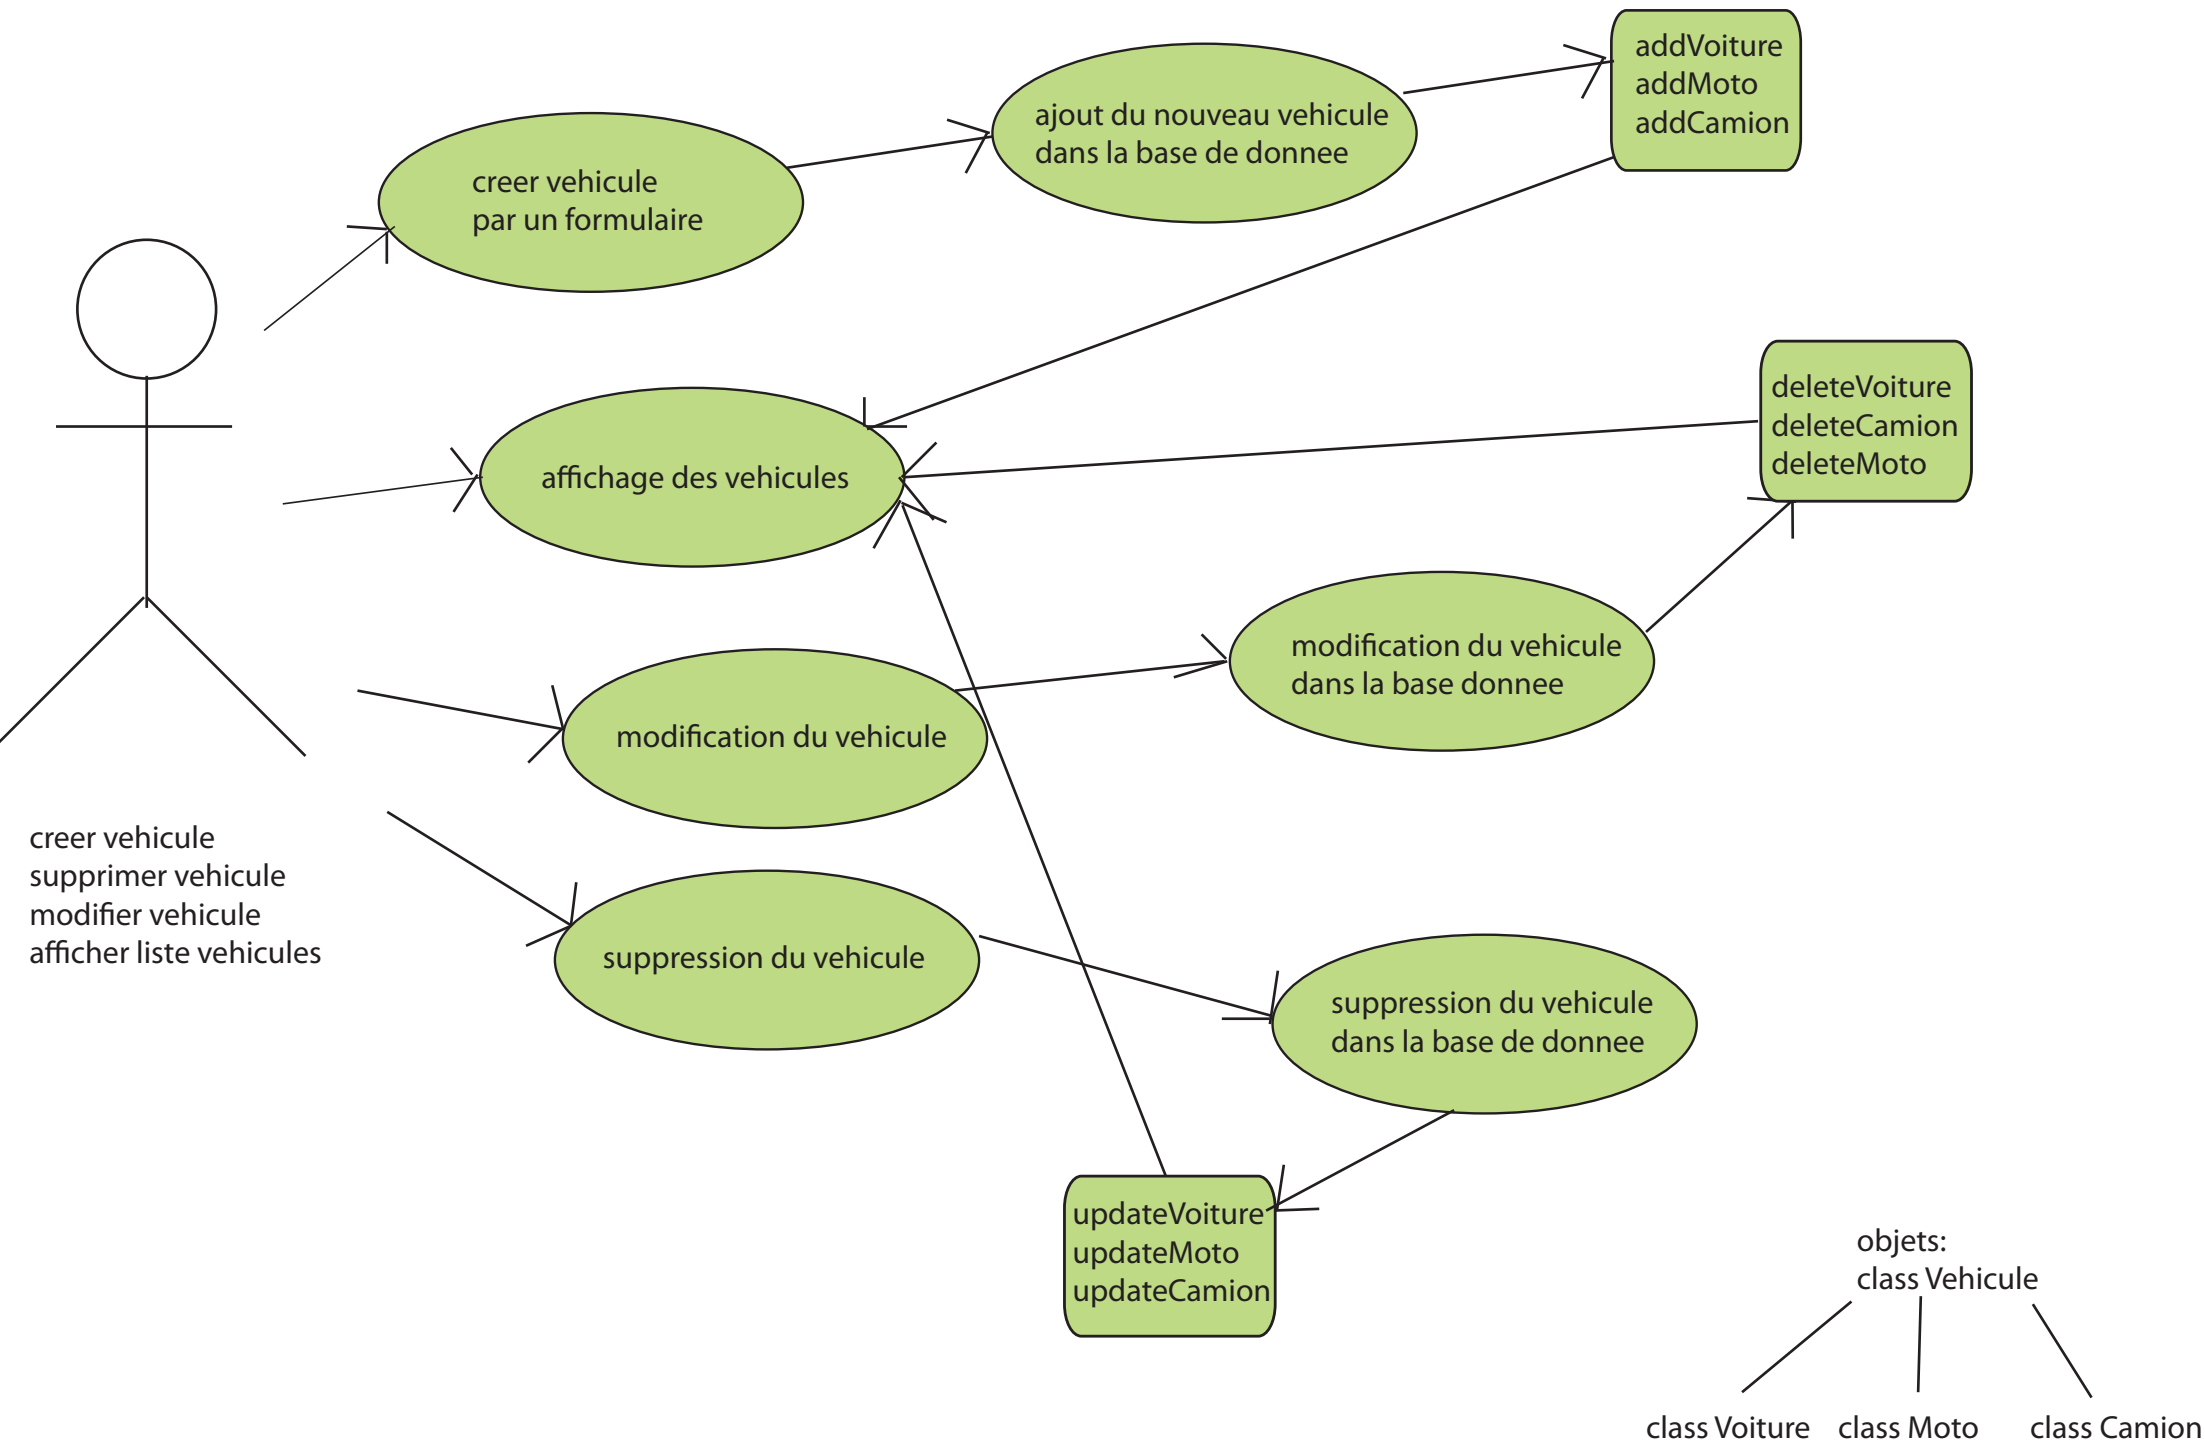 addVoiture
addMoto
addCamion
ajout du nouveau vehicule
dans la base de donnee
creer vehicule
par un formulaire
deleteVoiture
deleteCamion
deleteMoto
affichage des vehicules
modification du vehicule
dans la base donnee
modification du vehicule
creer vehicule
supprimer vehicule
modifier vehicule
afficher liste vehicules
suppression du vehicule
suppression du vehicule
dans la base de donnee
updateVoiture
updateMoto
updateCamion
objets:
class Vehicule
class Voiture
class Moto
class Camion